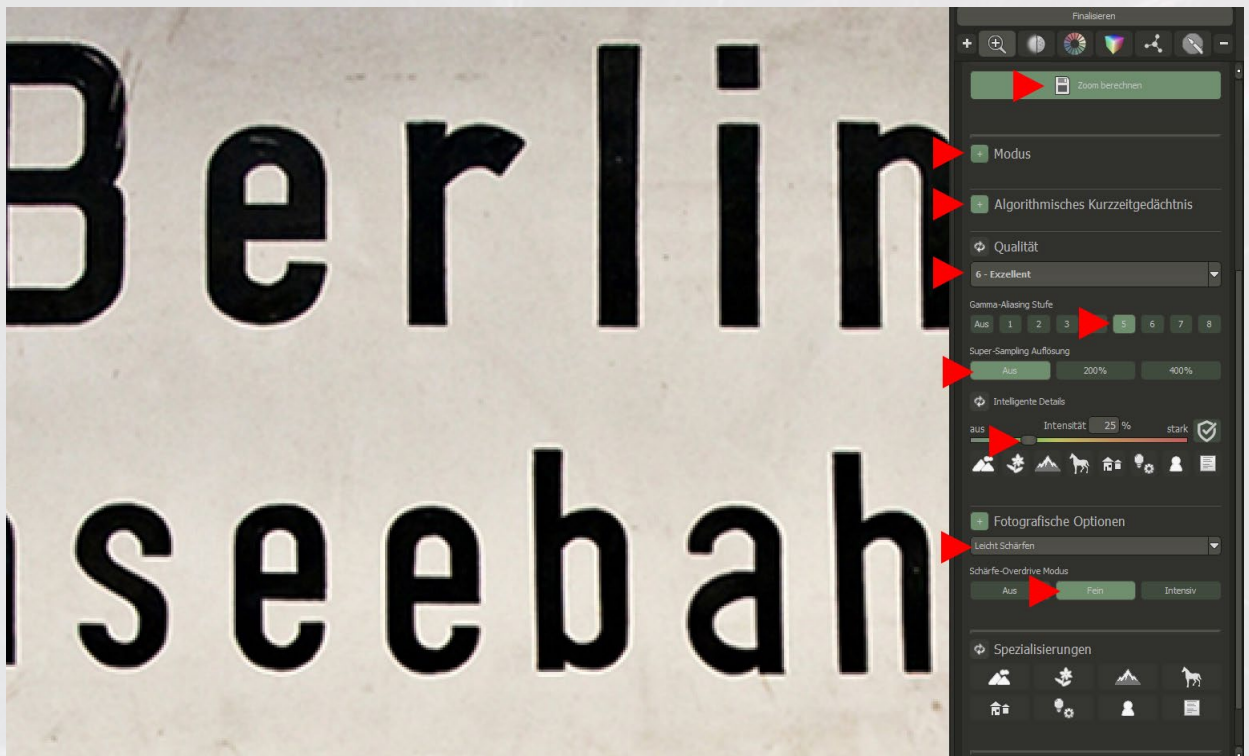 Berlin
nseebah
Finalisieren
Zoom berechnen
Modus
Algorithmisches Kurzzeitgedächtnis
Qualität
6 - Exzellent
Gamma-Aliasing Stufe
Aus 1 2 3 5 6 7 8
Super-Sampling Auflösung
Aus 200% 400%
Intelligente Details
aus Intensität 25 % stark
Fotografische Optionen
Leicht Schärfen
Schärfe-Overdrive Modus
Aus Fein Intensiv
Spezialisierungen